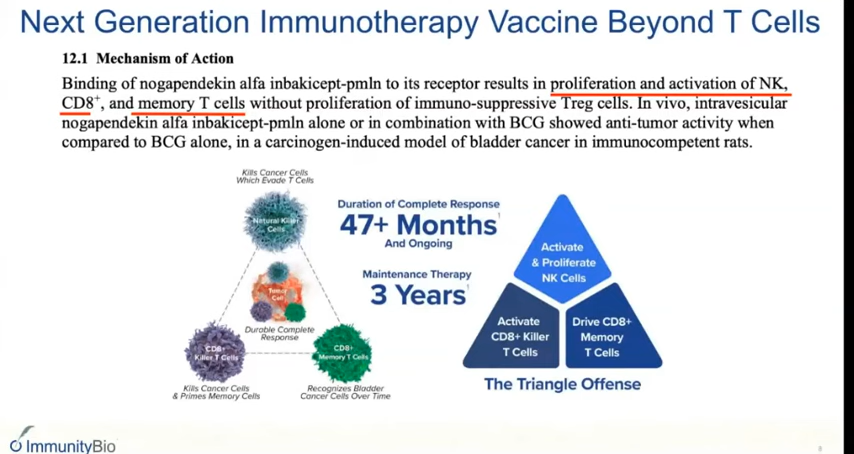 Next Generation Immunotherapy Vaccine Beyond T Cells
12.1 Mechanism of Action
Binding of nogapendekin alfa inbakicept-pmln to its receptor results in proliferation and activation of NK,
CD8+, and memory T cells without proliferation of immuno-suppressive Treg cells. In vivo, intravesicular
nogapendekin alfa inbakicept-pmln alone or in combination with BCG showed anti-tumor activity when
compared to BCG alone, in a carcinogen-induced model of bladder cancer in immunocompetent rats.
Kills Cancer Cells
Which Evade T Cells
Natural Killer
Cells
Tumor
Cell
Durable Complete
Response
CD8+
Killer T Cells
CD8+
Memory T Cells
Kills Cancer Cells
& Primes Memory Cells
Recognizes Bladder
Cancer Cells Over Time
Duration of Complete Response
47+ Months1
And Ongoing
Maintenance Therapy
3 Years1
Activate
& Proliferate
NK Cells
Activate
CD8+ Killer
T Cells
Drive CD8+
Memory
T Cells
The Triangle Offense
ImmunityBio